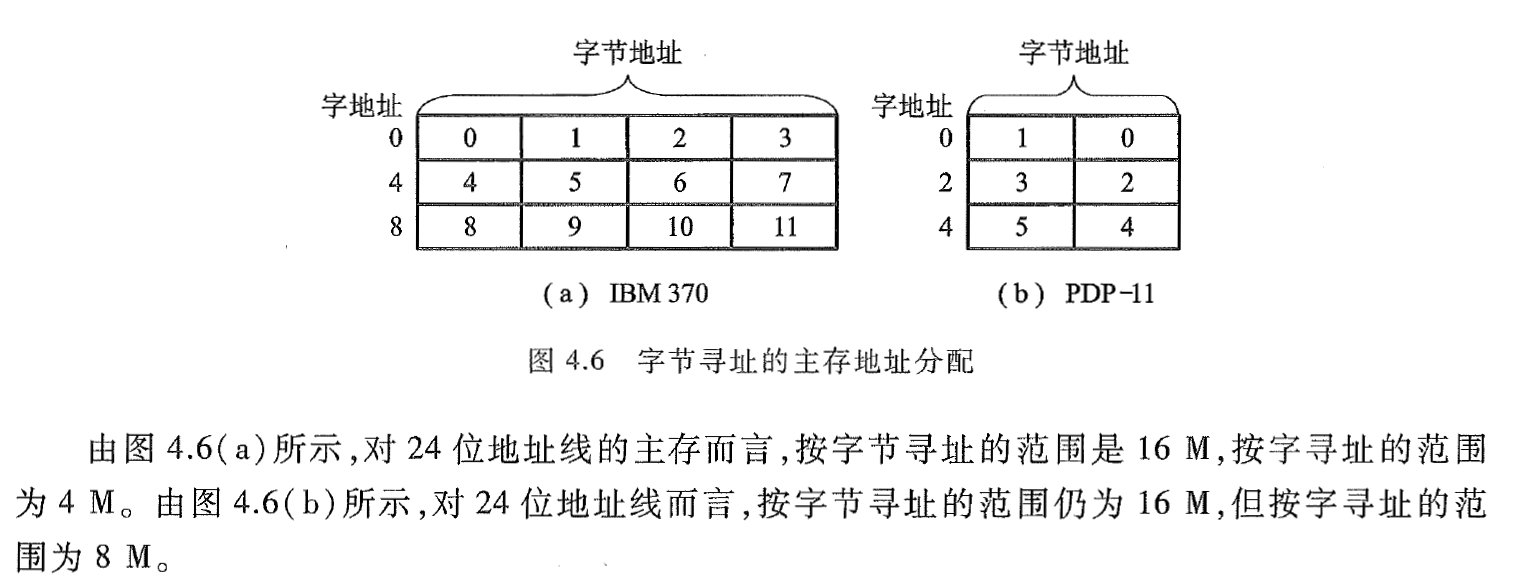 字节地址 字节地址
字地址 字地址
0 0 1 2 3 0 1 0
4 4 5 6 7 2 3 2
8 8 9 10 11 4 5 4
(a) IBM 370 (b) PDP-11
图 4.6 字节寻址的主存地址分配
由图 4.6(a)所示,对 24 位地址线的主存而言,按字节寻址的范围是 16 M,按字寻址的范围
为 4 M。由图 4.6(b)所示,对 24 位地址线而言,按字节寻址的范围仍为 16 M,但按字寻址的范
围为 8 M。